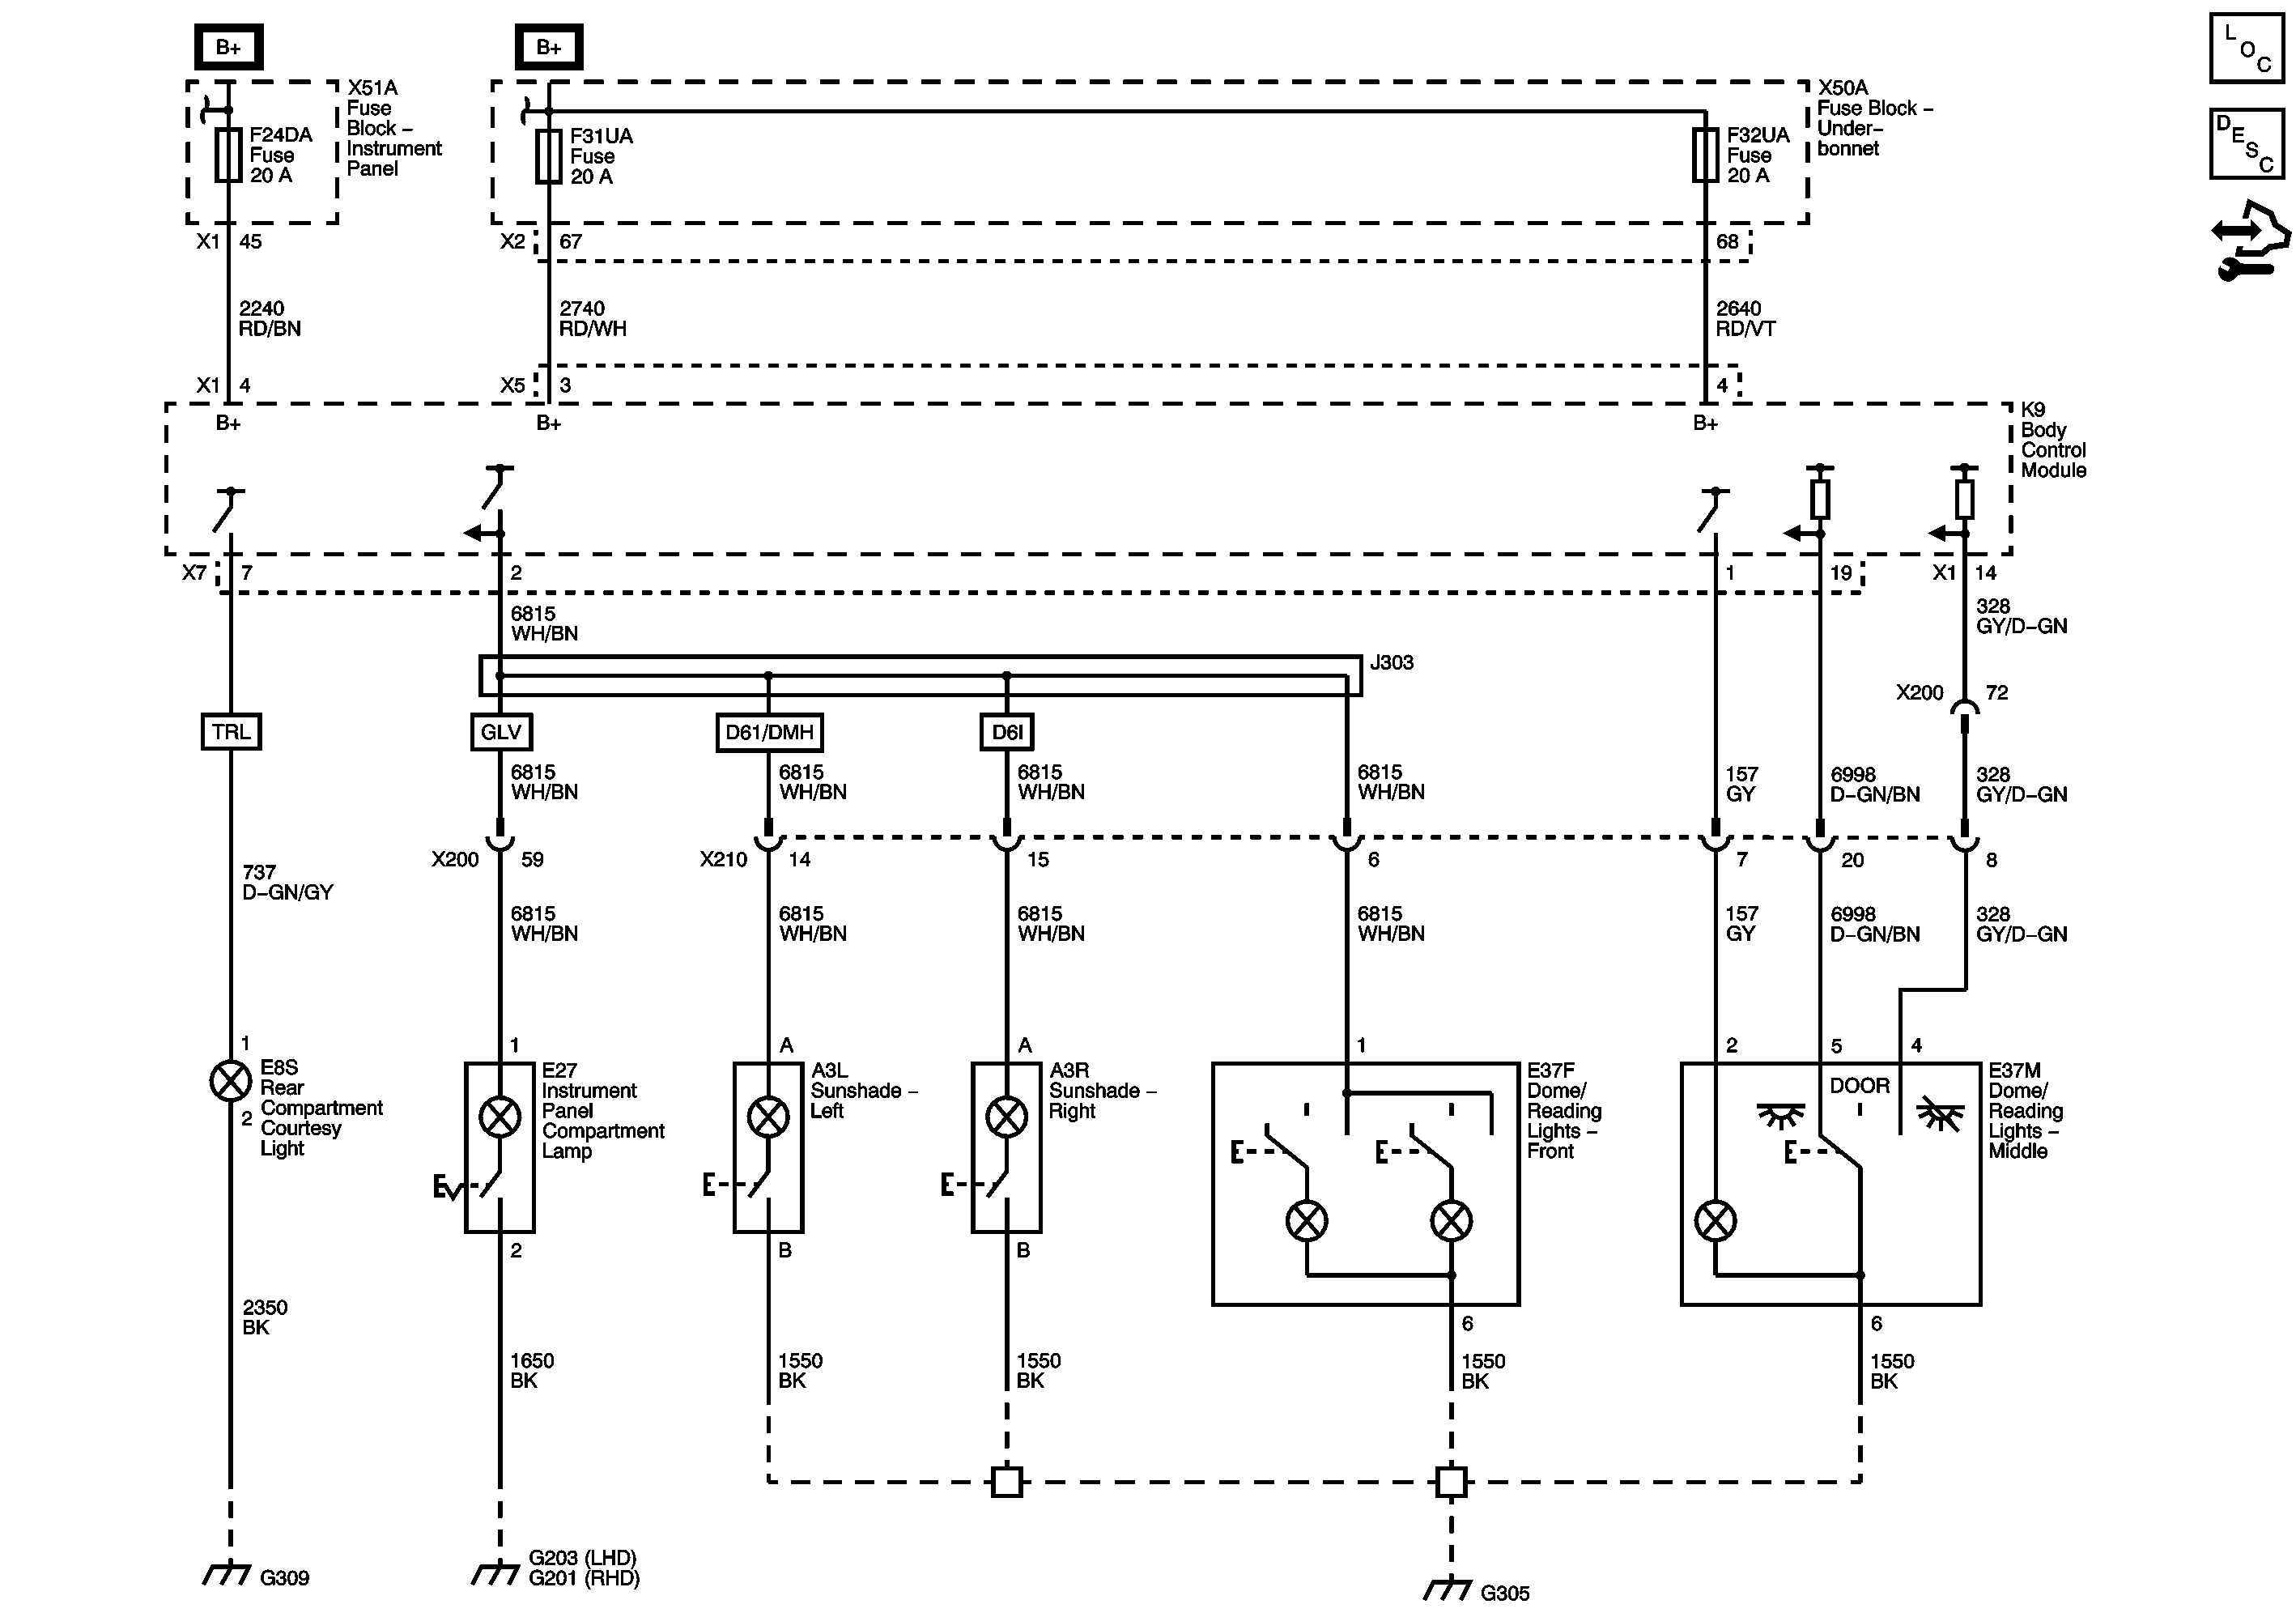 B+
B+
L
O
C
D
E
S
C
X51A
Fuse
Block –
Instrument
Panel
F24DA
Fuse
20 A
F31UA
Fuse
20 A
F32UA
Fuse
20 A
X50A
Fuse Block –
Under–
bonnet
X1 45
X2 67
68
2240
RD/BN
2740
RD/WH
2640
RD/VT
X1 4
X5 3
4
B+
B+
B+
K9
Body
Control
Module
X7 7
2
1
19
X1 14
6815
WH/BN
328
GY/D–GN
J303
X200 72
TRL
GLV
D61/DMH
D6I
6815
WH/BN
6815
WH/BN
6815
WH/BN
6815
WH/BN
157
GY
6998
D–GN/BN
328
GY/D–GN
X200 59
X210 14
15
6
7
20
8
737
D–GN/GY
6815
WH/BN
6815
WH/BN
6815
WH/BN
6815
WH/BN
157
GY
6998
D–GN/BN
328
GY/D–GN
1
1
A
A
1
2
5
4
E8S
Rear
Compartment
Courtesy
Light
2
E27
Instrument
Panel
Compartment
Lamp
A3L
Sunshade –
Left
A3R
Sunshade –
Right
E37F
Dome/
Reading
Lights –
Front
DOOR
E37M
Dome/
Reading
Lights –
Middle
2
B
B
6
6
2350
BK
1650
BK
1550
BK
1550
BK
1550
BK
1550
BK
G309
G203 (LHD)
G201 (RHD)
G305